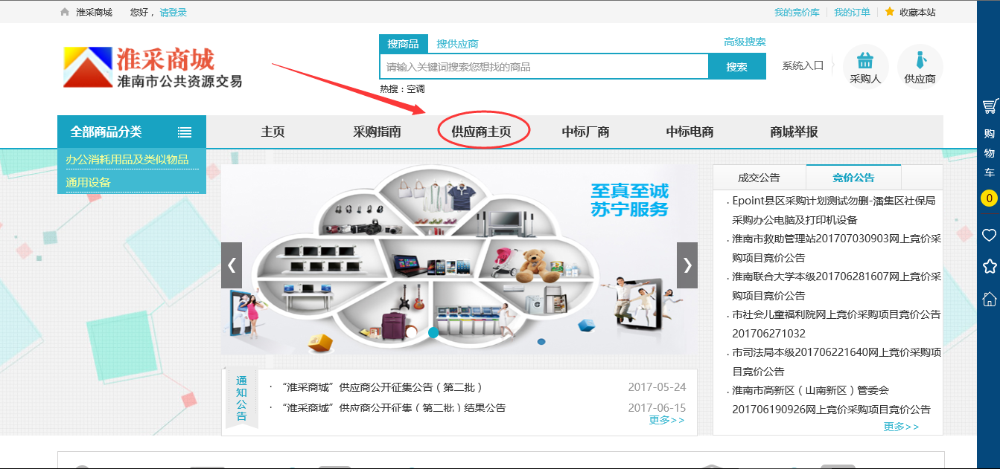 淮采商城 您好，请登录 我的竞价库 我的订单 收藏本站
淮采商城
淮南市公共资源交易
搜商品 搜供应商 高级搜索
请输入关键词搜索您想找的商品 搜索
热搜：空调
系统入口
采购人 供应商
全部商品分类 主页 采购指南 供应商主页 中标厂商 中标电商 商城举报
办公消耗用品及类似物品
通用设备
至真至诚
苏宁服务
成交公告 竞价公告
. Epoint县区采购计划测试勿删-潘集区社保局
采购办公电脑及打印机设备
. 淮南市救助管理站201707030903网上竞价采
购项目竞价公告
. 淮南联合大学本级201706281607网上竞价采
购项目竞价公告
. 市社会儿童福利院网上竞价采购项目竞价公告
201706271032
. 市司法局本级201706221640网上竞价采购项
目竞价公告
. 淮南市高新区（山南新区）管委会
201706190926网上竞价采购项目竞价公告
更多>>
通
知
公
告
· “淮采商城”供应商公开征集公告（第二批） 2017-05-24
· “淮采商城”供应商公开征集（第二批）结果公告 2017-06-15
更多>>
购
物
车
0